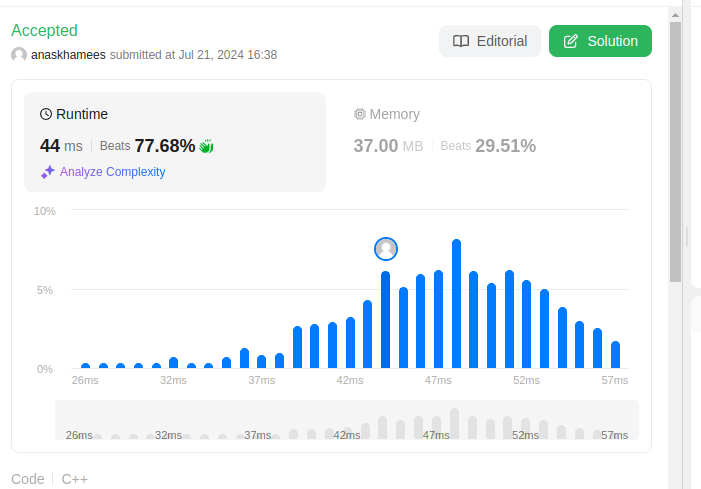 Accepted
anaskhamees submitted at Jul 21, 2024 16:38
Editorial
Solution
Runtime
44 ms | Beats 77.68%
Analyze Complexity
Memory
37.00 MB | Beats 29.51%
10%
5%
0%
26ms 32ms 37ms 42ms 47ms 52ms 57ms
26ms 32ms 37ms 42ms 47ms 52ms 57ms
Code | C++